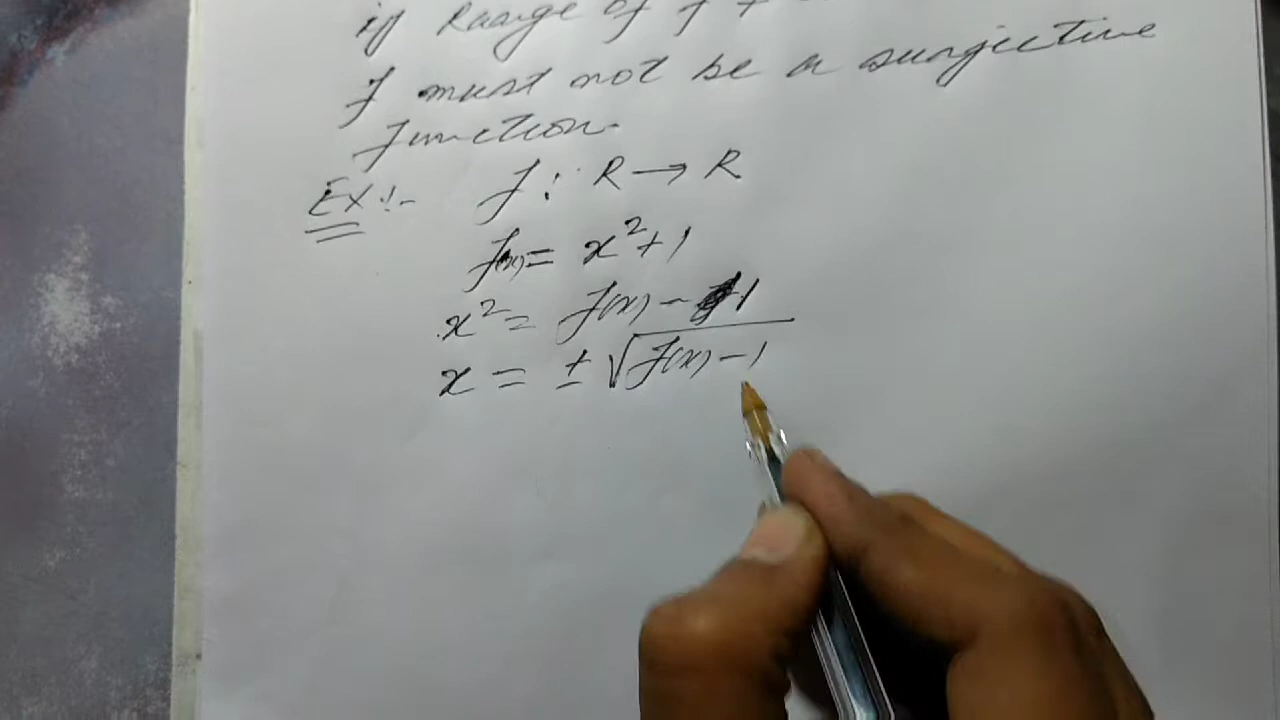 if Range of f ≠
f must not be a surjective
function.
Ex:- f: R → R
f(x) = x² + 1
x² = f(x) - 1
x = ± √f(x) - 1